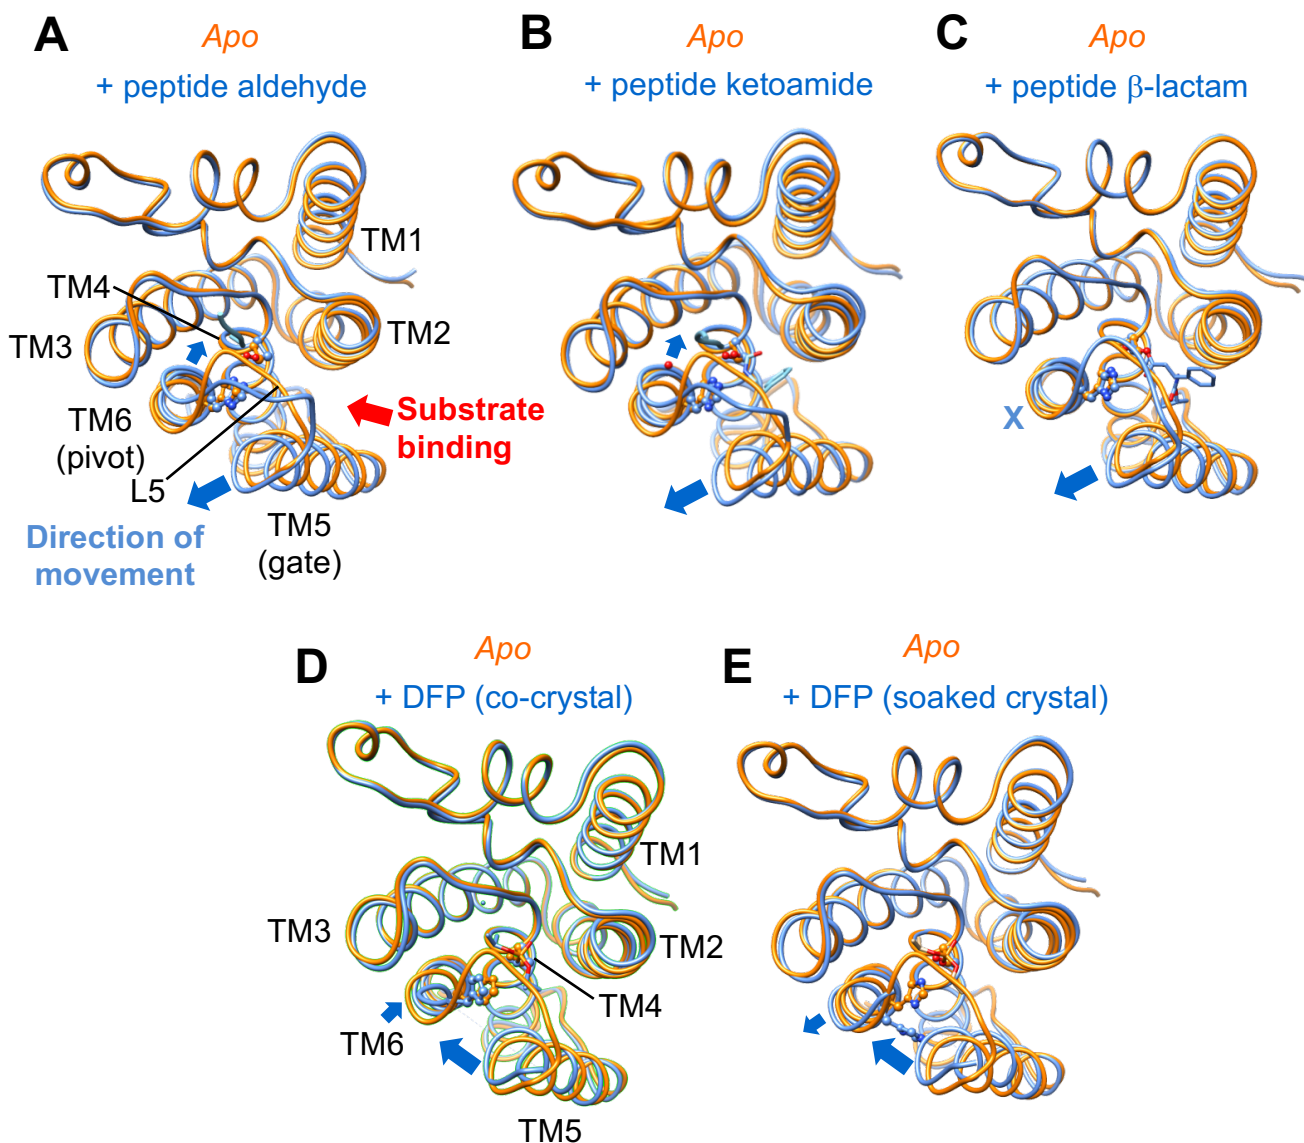 A
Apo
+ peptide aldehyde
B
Apo
+ peptide ketoamide
C
Apo
+ peptide β-lactam
TM1
TM4
TM3
TM2
TM6
(pivot)
L5
Substrate
binding
Direction of
movement
TM5
(gate)
X
D
Apo
+ DFP (co-crystal)
E
Apo
+ DFP (soaked crystal)
TM1
TM3
TM2
TM4
TM6
TM5